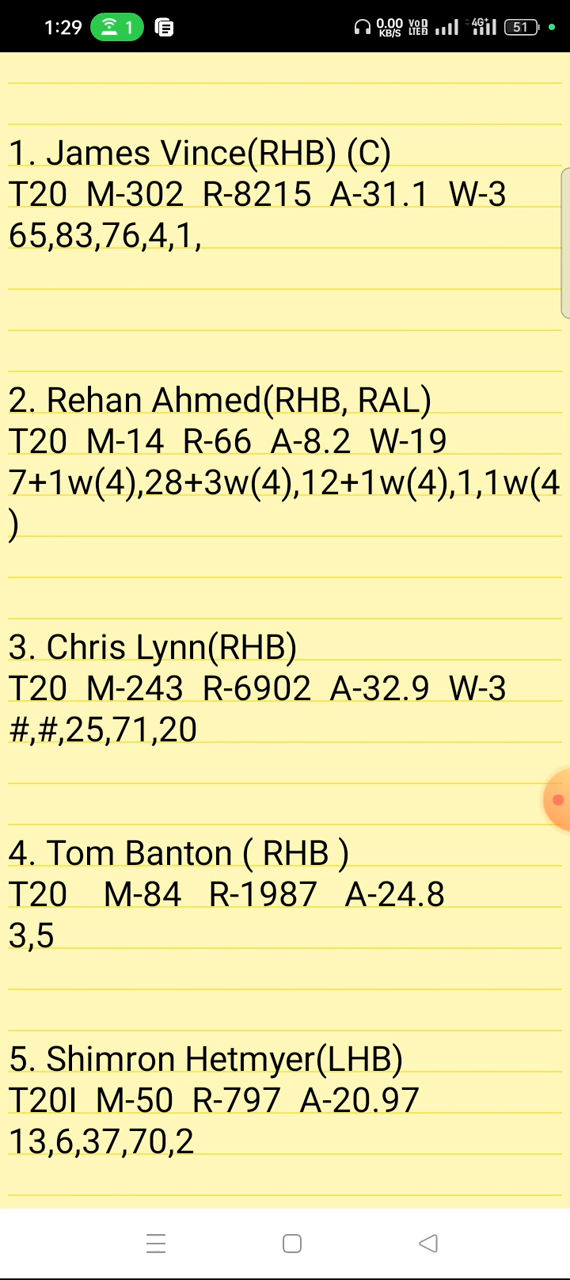 1:29 1 0.00 KB/S VoD LTE2 4G+ 51
1. James Vince(RHB) (C)
T20 M-302 R-8215 A-31.1 W-3
65,83,76,4,1,
2. Rehan Ahmed(RHB, RAL)
T20 M-14 R-66 A-8.2 W-19
7+1w(4),28+3w(4),12+1w(4),1,1w(4
)
3. Chris Lynn(RHB)
T20 M-243 R-6902 A-32.9 W-3
#,#,25,71,20
4. Tom Banton ( RHB )
T20 M-84 R-1987 A-24.8
3,5
5. Shimron Hetmyer(LHB)
T20I M-50 R-797 A-20.97
13,6,37,70,2